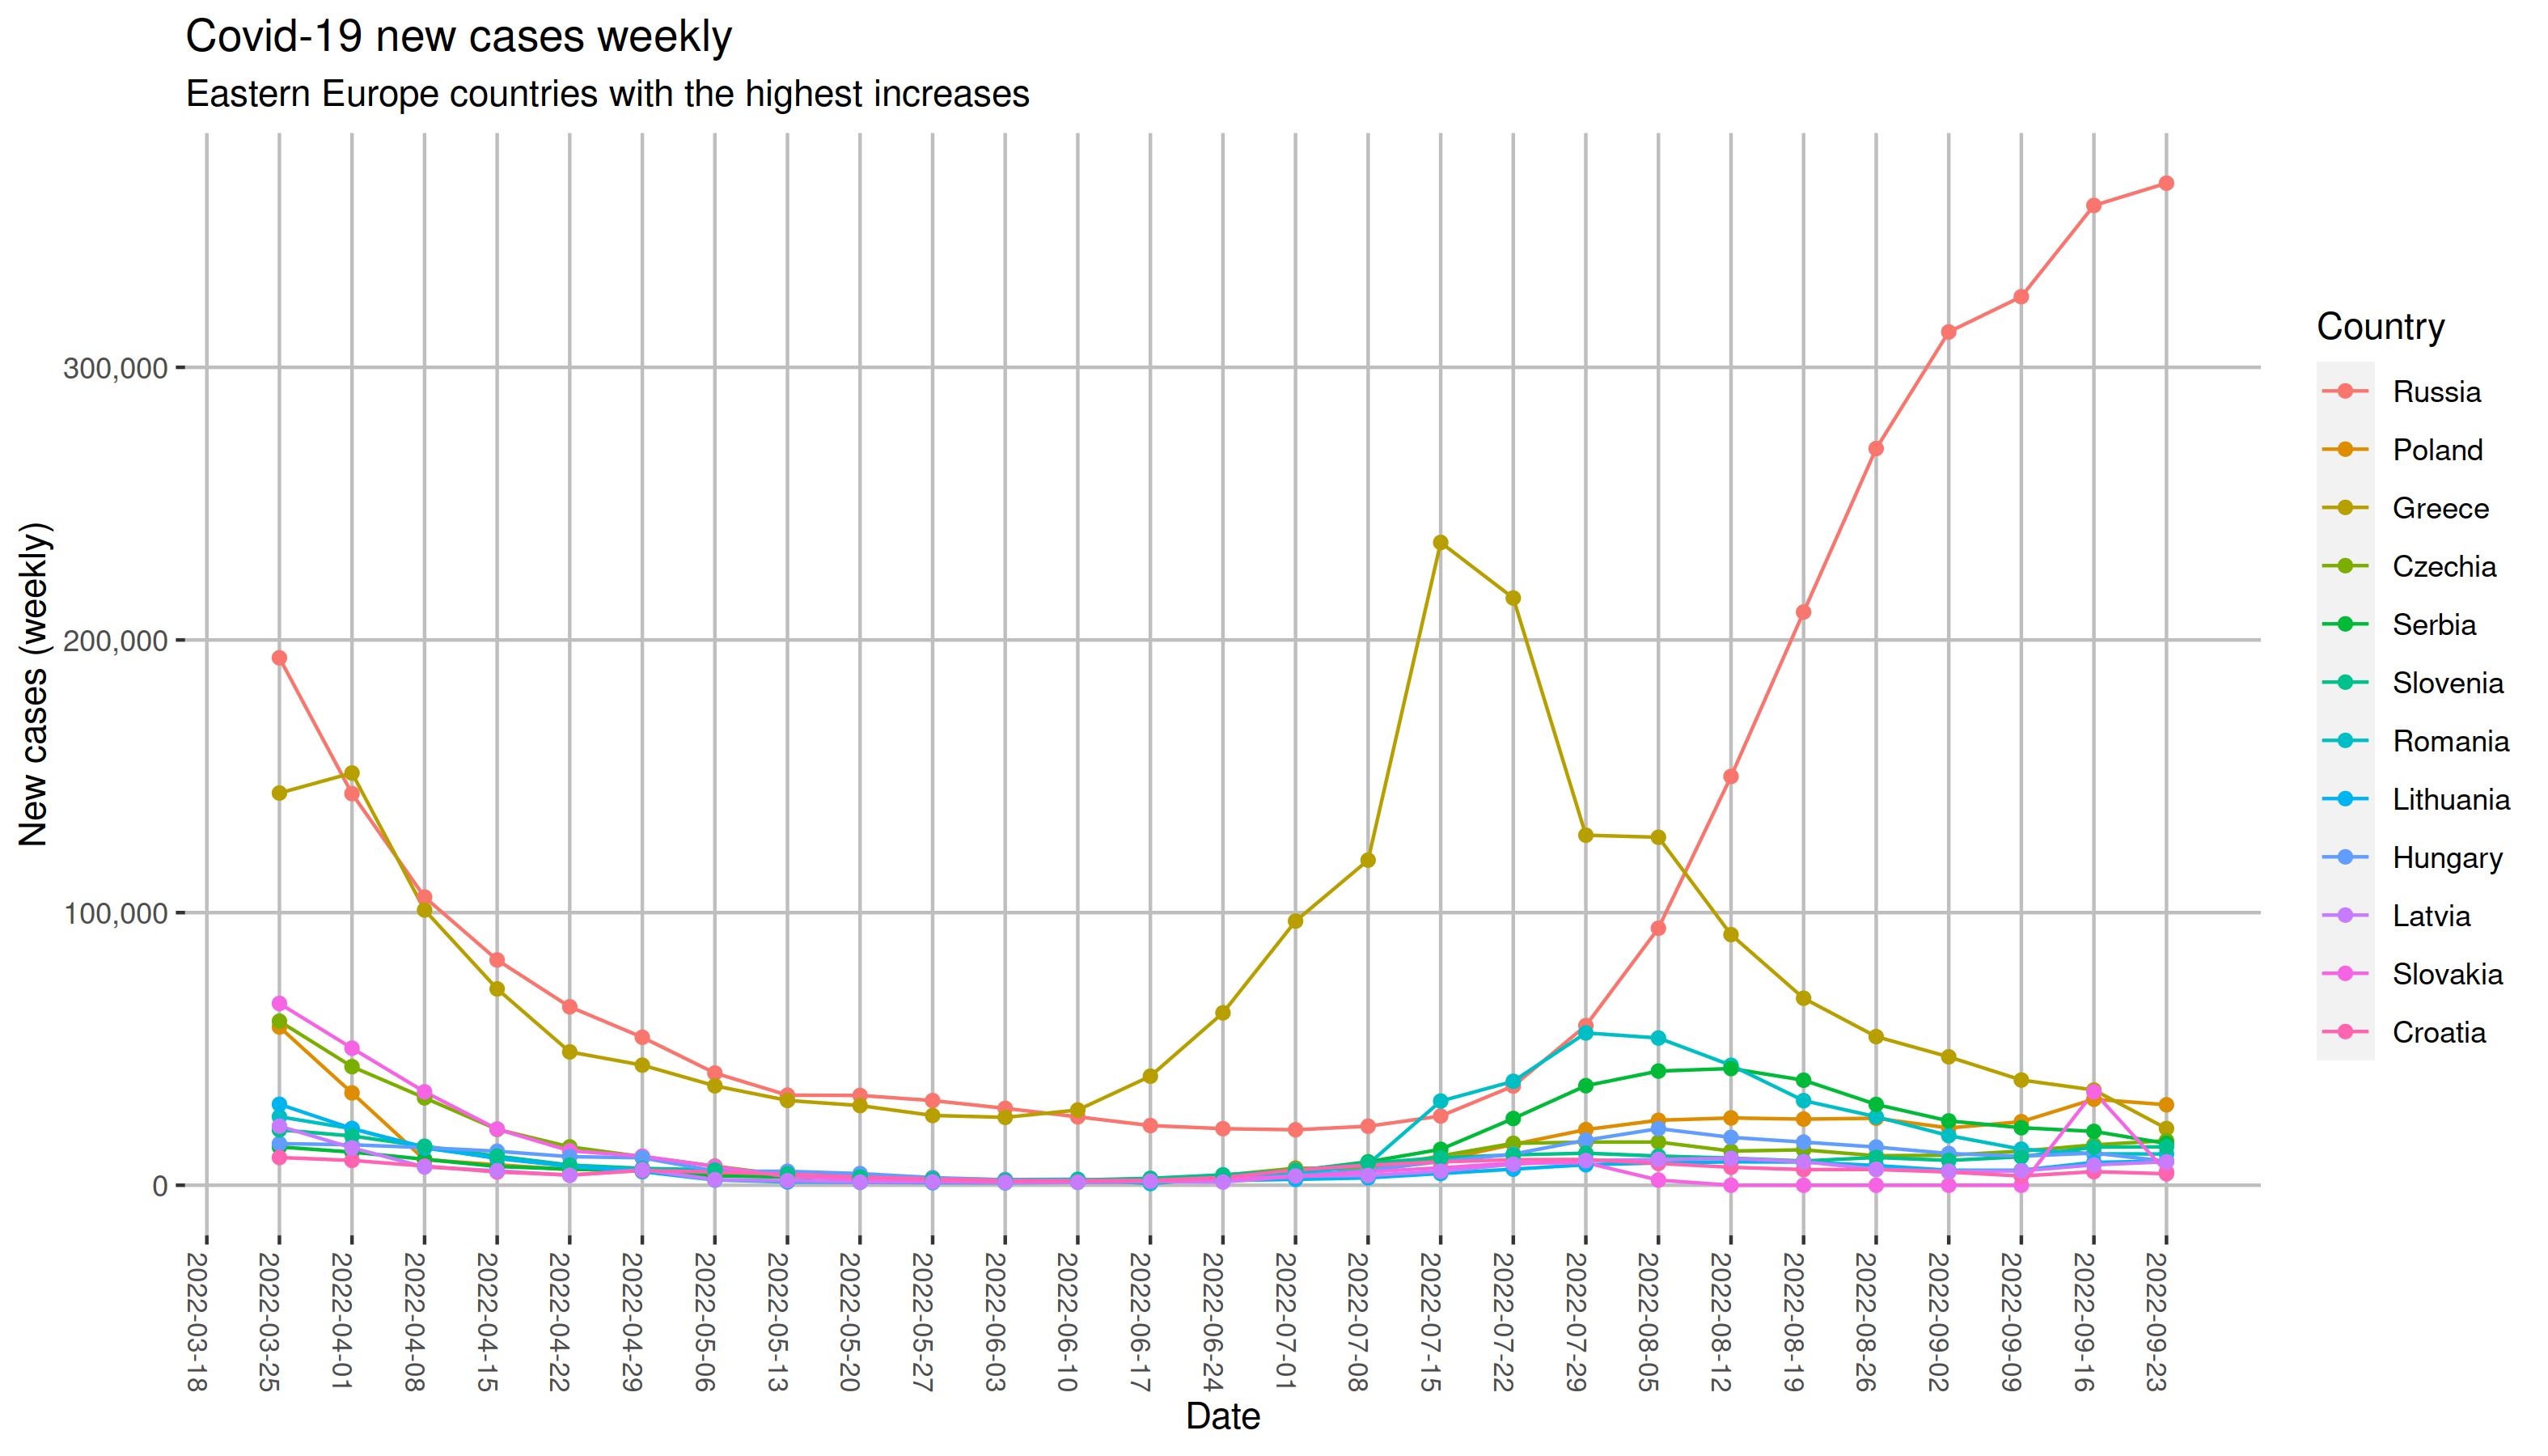 Covid-19 new cases weekly
Eastern Europe countries with the highest increases
New cases (weekly)
300,000
200,000
100,000
0
2022-03-18
2022-03-25
2022-04-01
2022-04-08
2022-04-15
2022-04-22
2022-04-29
2022-05-06
2022-05-13
2022-05-20
2022-05-27
2022-06-03
2022-06-10
2022-06-17
2022-06-24
2022-07-01
2022-07-08
2022-07-15
2022-07-22
2022-07-29
2022-08-05
2022-08-12
2022-08-19
2022-08-26
2022-09-02
2022-09-09
2022-09-16
2022-09-23
Date
Country
Russia
Poland
Greece
Czechia
Serbia
Slovenia
Romania
Lithuania
Hungary
Latvia
Slovakia
Croatia